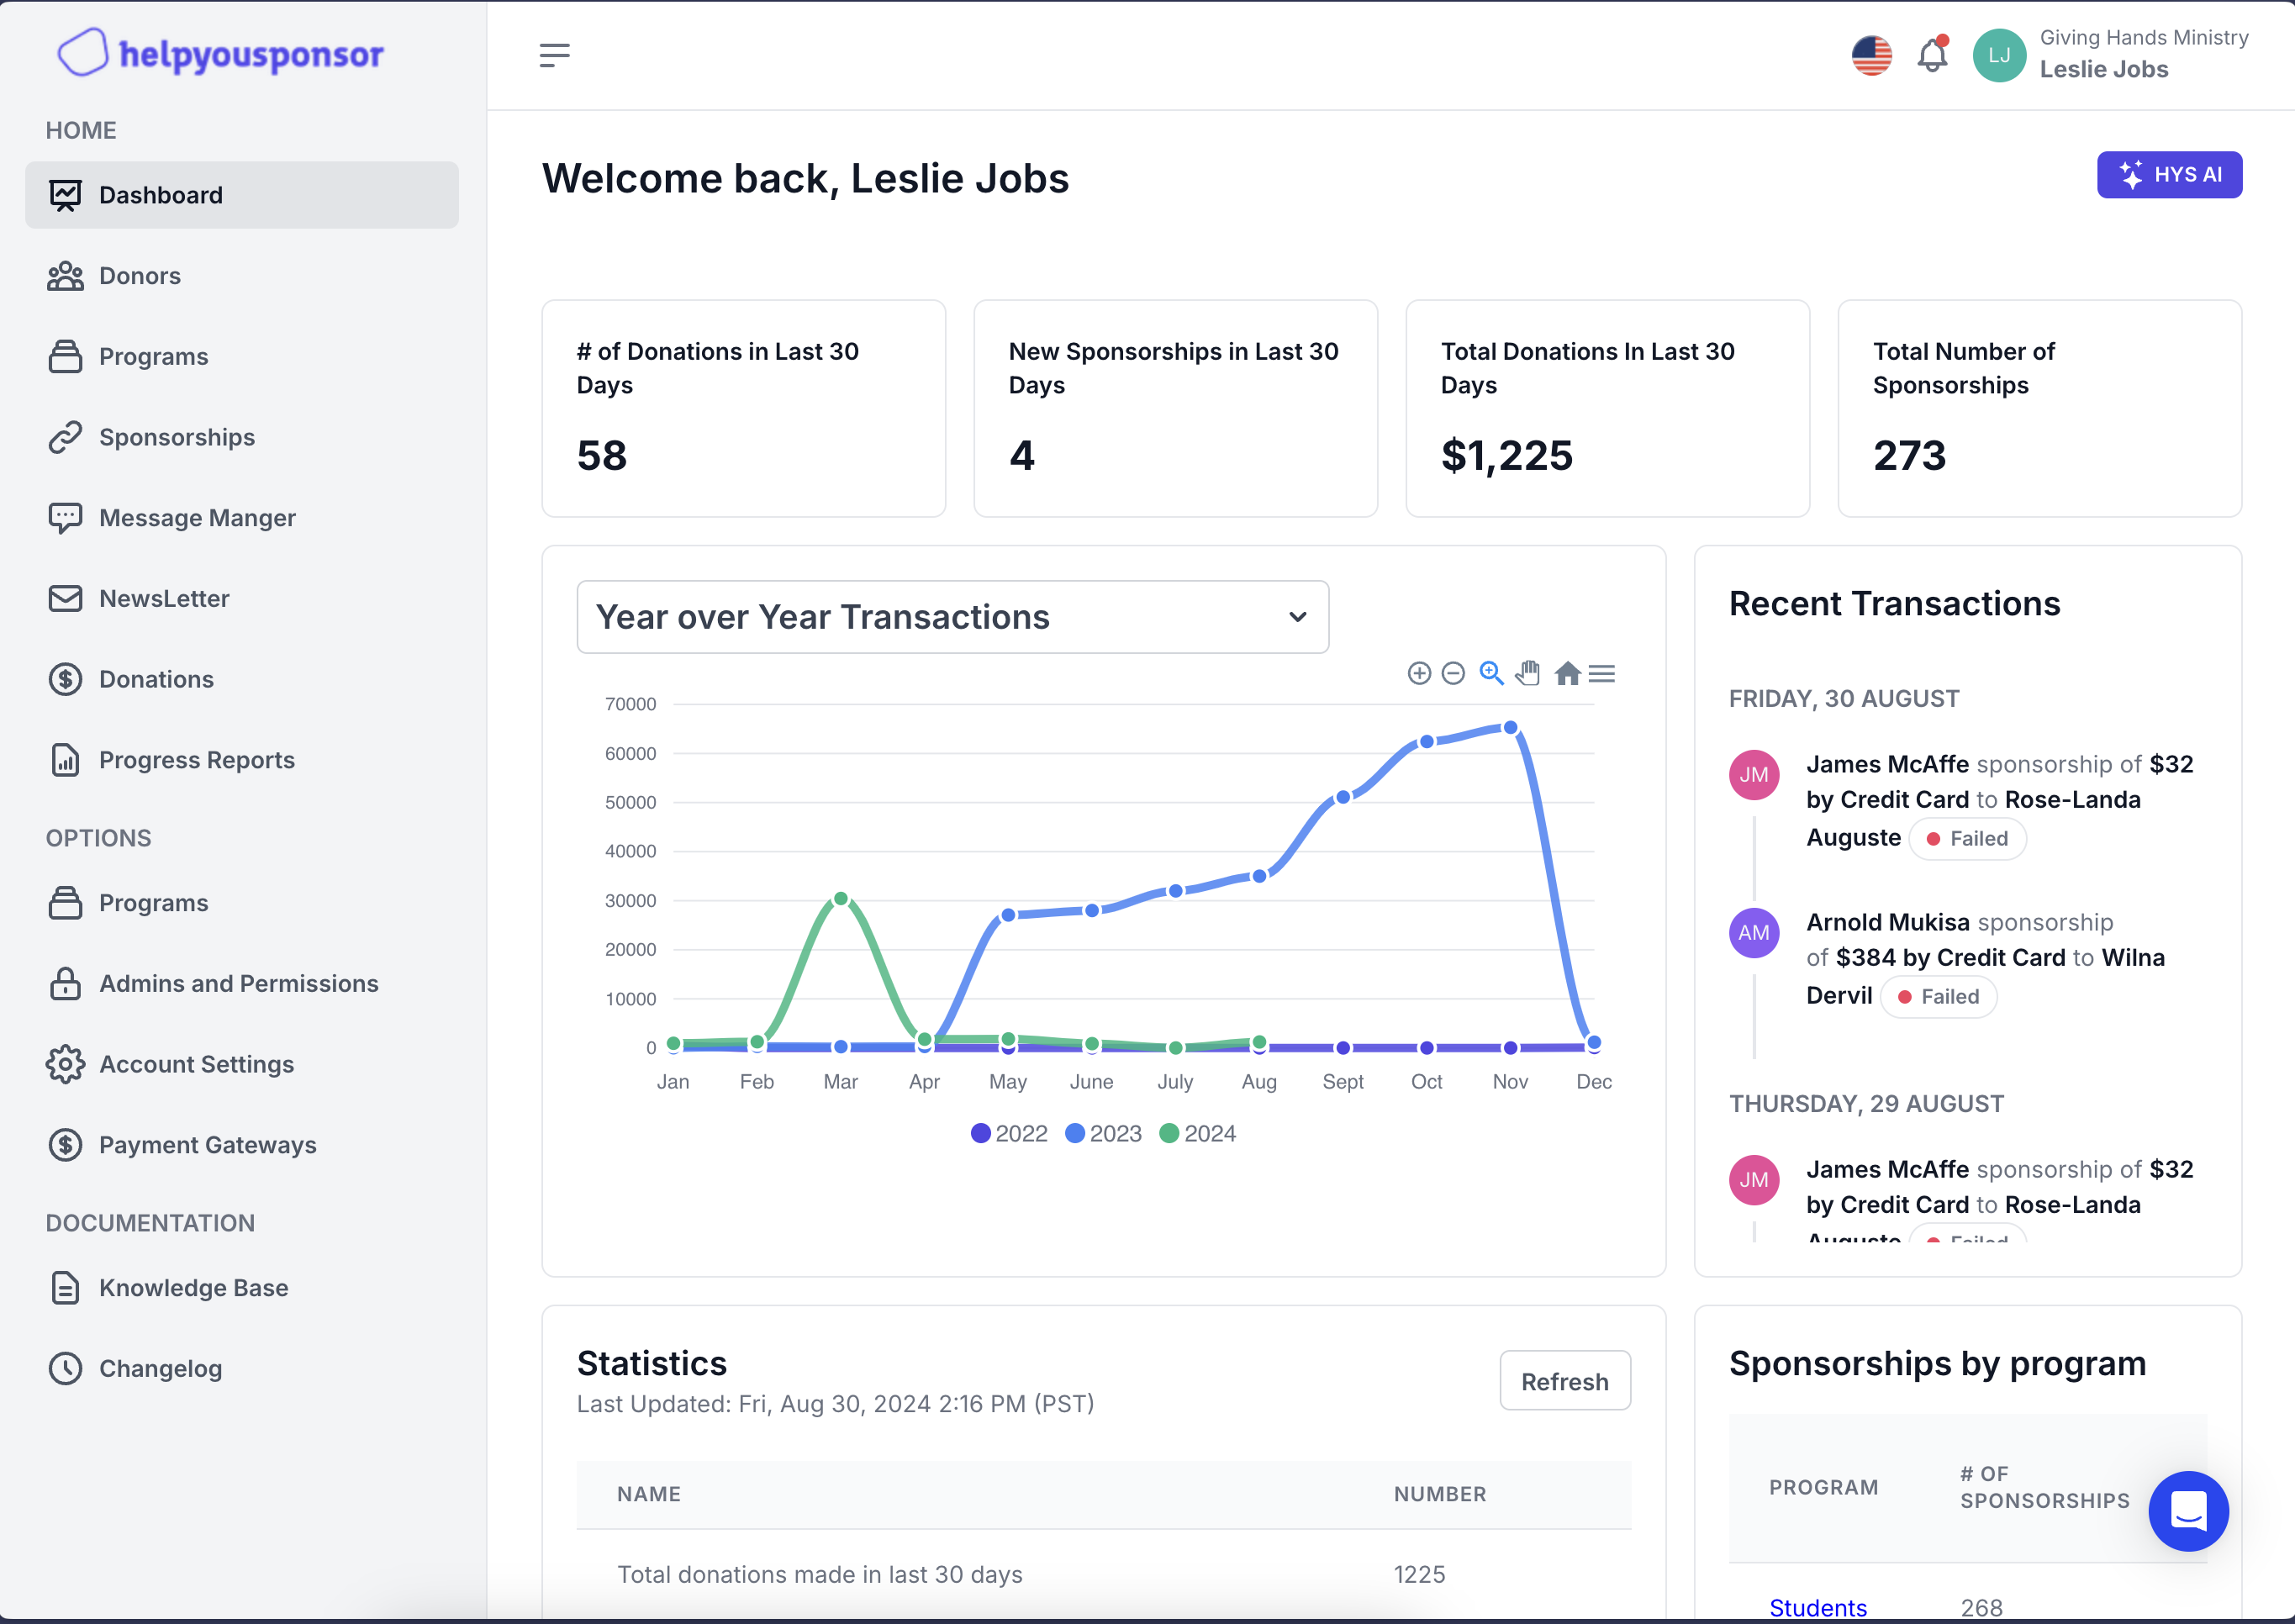 helpyousponsor
HOME
Dashboard
Donors
Programs
Sponsorships
Message Manger
NewsLetter
Donations
Progress Reports
OPTIONS
Programs
Admins and Permissions
Account Settings
Payment Gateways
DOCUMENTATION
Knowledge Base
Changelog
LJ
Giving Hands Ministry
Leslie Jobs
Welcome back, Leslie Jobs
HYS AI
# of Donations in Last 30
Days
58
New Sponsorships in Last 30
Days
4
Total Donations In Last 30
Days
$1,225
Total Number of
Sponsorships
273
Year over Year Transactions
70000
60000
50000
40000
30000
20000
10000
0
Jan Feb Mar Apr May June July Aug Sept Oct Nov Dec
2022 2023 2024
Recent Transactions
FRIDAY, 30 AUGUST
JM
James McAffe sponsorship of $32
by Credit Card to Rose-Landa
Auguste Failed
AM
Arnold Mukisa sponsorship
of $384 by Credit Card to Wilna
Dervil Failed
THURSDAY, 29 AUGUST
JM
James McAffe sponsorship of $32
by Credit Card to Rose-Landa
Auguste Failed
Statistics
Last Updated: Fri, Aug 30, 2024 2:16 PM (PST)
Refresh
NAME NUMBER
Total donations made in last 30 days 1225
Sponsorships by program
PROGRAM
# OF
SPONSORSHIPS
Students 268